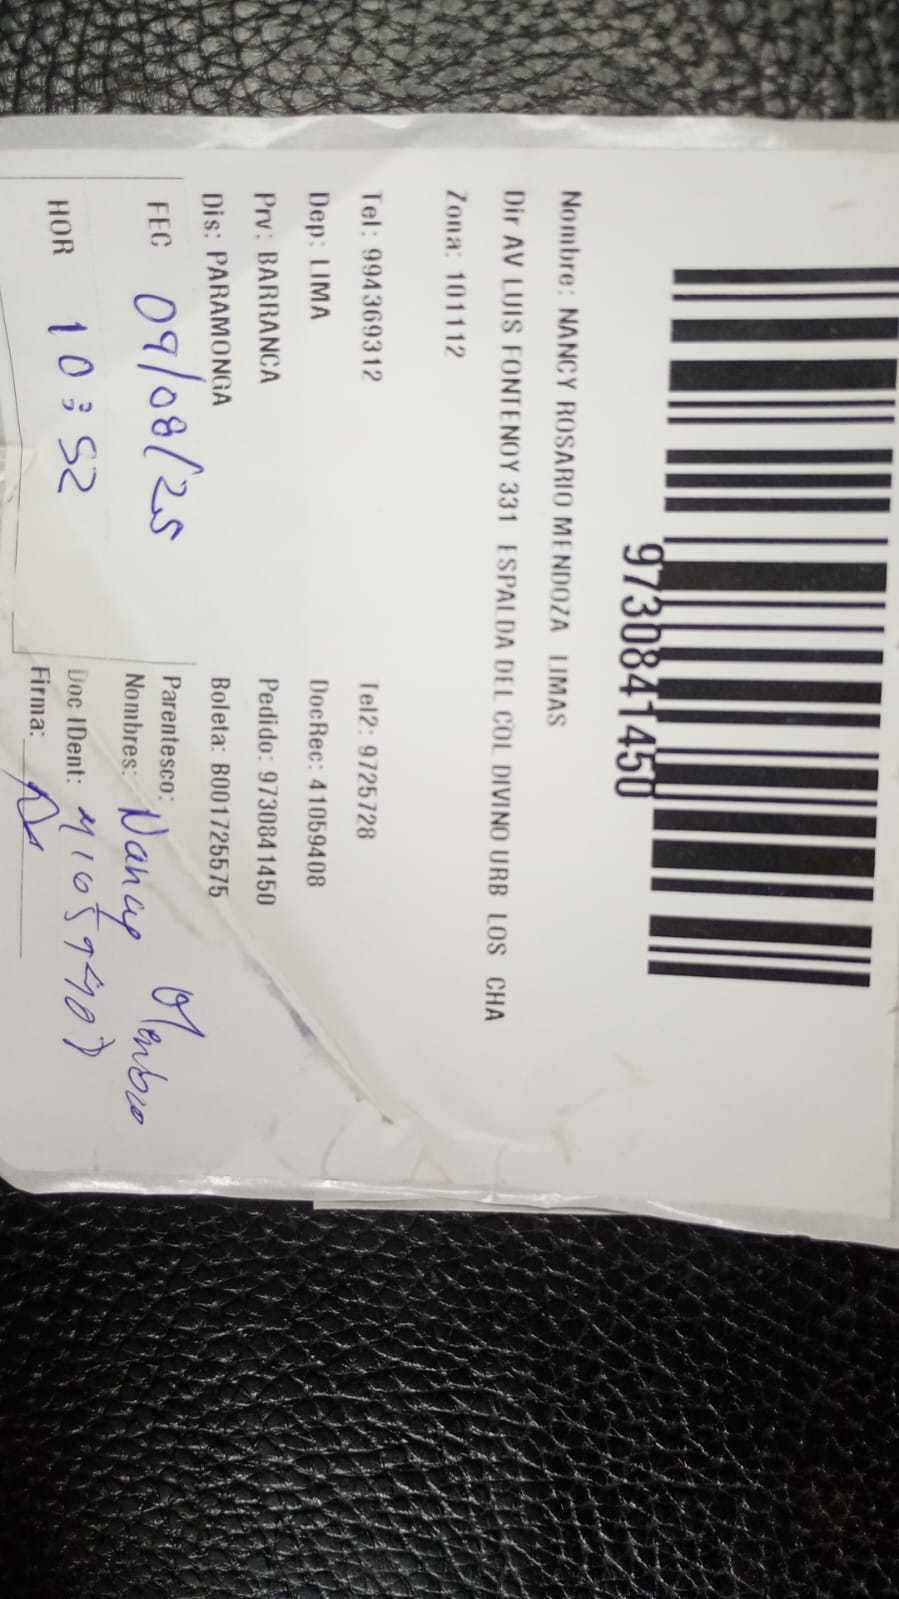 9730841450
Nombre: NANCY ROSARIO MENDOZA LIMAS
Dir AV LUIS FONTENOY 331 ESPALDA DEL COL DIVINO URB LOS CHA
Zona: 101112
Tel: 994369312 Tel2: 9725728
Dep: LIMA DocRec: 41059408
Prv: BARRANCA Pedido: 9730841450
Dis: PARAMONGA Boleta: B001725575
Parentesco:
FEC 09/08/25 Nombres: Nancy
HOR 10:52 Doc IDent:
Firma: